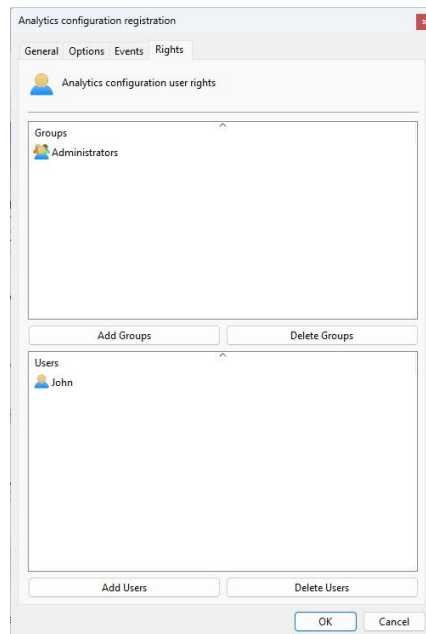 Analytics configuration registration
General Options Events Rights
Analytics configuration user rights
Groups
Administrators
Add Groups Delete Groups
Users
John
Add Users Delete Users
OK Cancel